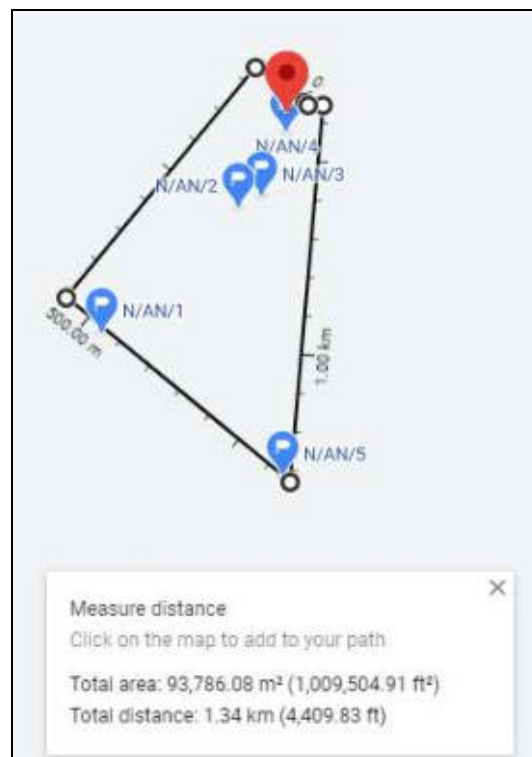 0
N/AN/4
N/AN/2
N/AN/3
N/AN/1
500.00 m
1.00 km
N/AN/5
Measure distance
Click on the map to add to your path
Total area: 93,786.08 m² (1,009,504.91 ft²)
Total distance: 1.34 km (4,409.83 ft)